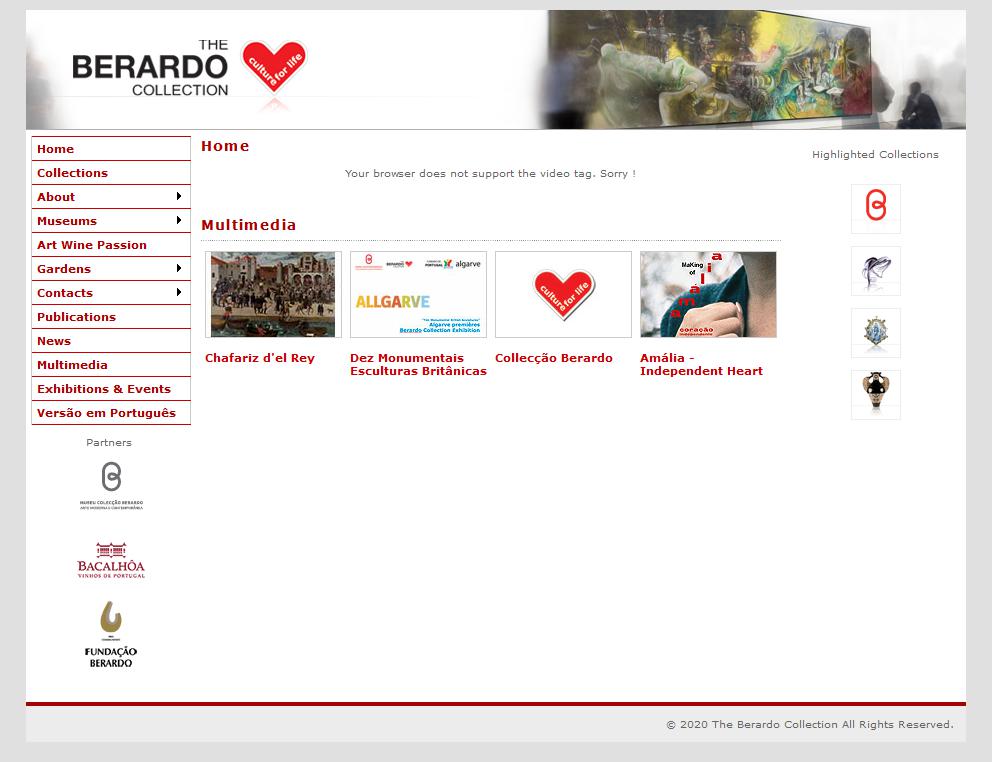 THE
BERARDO
COLLECTION
culture for life
Home
Collections
About
Museums
Art Wine Passion
Gardens
Contacts
Publications
News
Multimedia
Exhibitions & Events
Versão em Português
Partners
MUSEU COLECÇÃO BERARDO
ARTE MODERNA E CONTEMPORÂNEA
BACALHÔA
VINHOS DE PORTUGAL
FUNDAÇÃO
BERARDO
Home
Your browser does not support the video tag. Sorry !
Multimedia
algarve
ALLGARVE
Algarve premières
Berardo Collection Exhibition
culture for life
MaKing
of
amália
coração
independente
Chafariz d'el Rey
Dez Monumentais
Esculturas Britânicas
Collecção Berardo
Amália -
Independent Heart
Highlighted Collections
© 2020 The Berardo Collection All Rights Reserved.